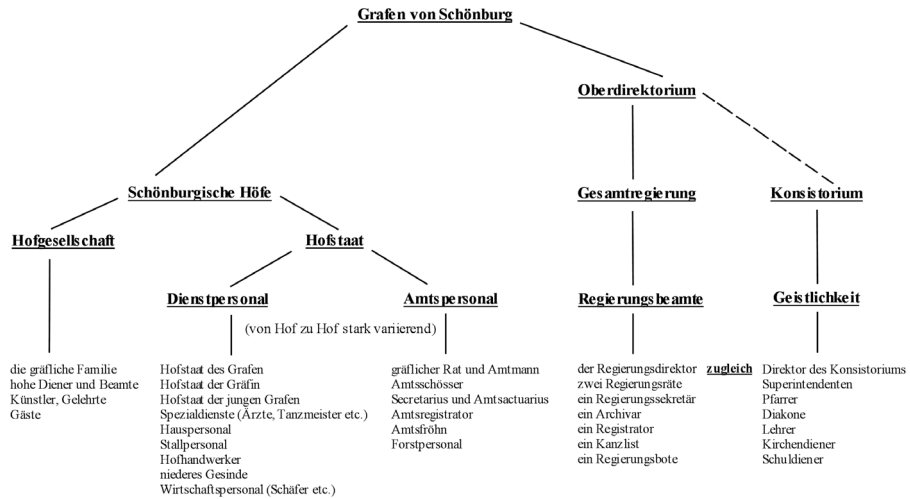 Grafen von Schönburg
Oberdirektorium
Schönburgische Höfe
Gesamtregierung
Konsistorium
Hofgesellschaft
Hofstaat
Dienstpersonal
Amtspersonal
Regierungsbeamte
Geistlichkeit
(von Hof zu Hof stark variierend)
die gräfliche Familie
hohe Diener und Beamte
Künstler, Gelehrte
Gäste
Hofstaat des Grafen
Hofstaat der Gräfin
Hofstaat der jungen Grafen
Spezialdienste (Ärzte, Tanzmeister etc.)
Hauspersonal
Stallpersonal
Hofhandwerker
niederes Gesinde
Wirtschaftspersonal (Schäfer etc.)
gräflicher Rat und Amtmann
Amtsschösser
Secretarius und Amtsactuarius
Amtsregistrator
Amtsfröhn
Forstpersonal
der Regierungsdirektor zugleich Direktor des Konsistoriums
zwei Regierungsräte
ein Regierungssekretär
ein Archivar
ein Registrator
ein Kanzlist
ein Regierungsbote
Superintendenten
Pfarrer
Diakone
Lehrer
Kirchendiener
Schuldiener